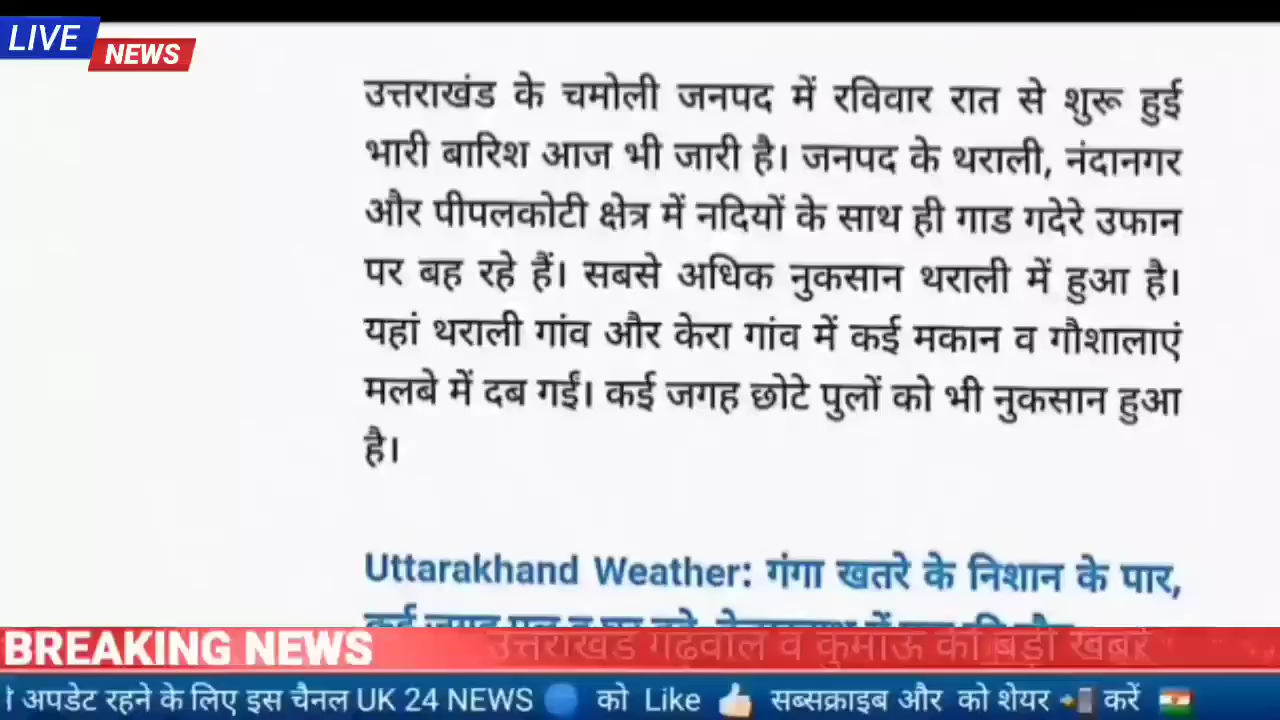 LIVE
NEWS
उत्तराखंड के चमोली जनपद में रविवार रात से शुरू हुई
भारी बारिश आज भी जारी है। जनपद के थराली, नंदानगर
और पीपलकोटी क्षेत्र में नदियों के साथ ही गाड गदेरे उफान
पर बह रहे हैं। सबसे अधिक नुकसान थराली में हुआ है।
यहां थराली गांव और केरा गांव में कई मकान व गौशालाएं
मलबे में दब गईं। कई जगह छोटे पुलों को भी नुकसान हुआ
है।
Uttarakhand Weather: गंगा खतरे के निशान के पार,
BREAKING NEWS उत्तराखंड गढ़वाल व कुमाऊं की बड़ी खबरें
अपडेट रहने के लिए इस चैनल UK 24 NEWS 🔵 को Like 👍 सब्सक्राइब और को शेयर 📲 करें 🇮🇳